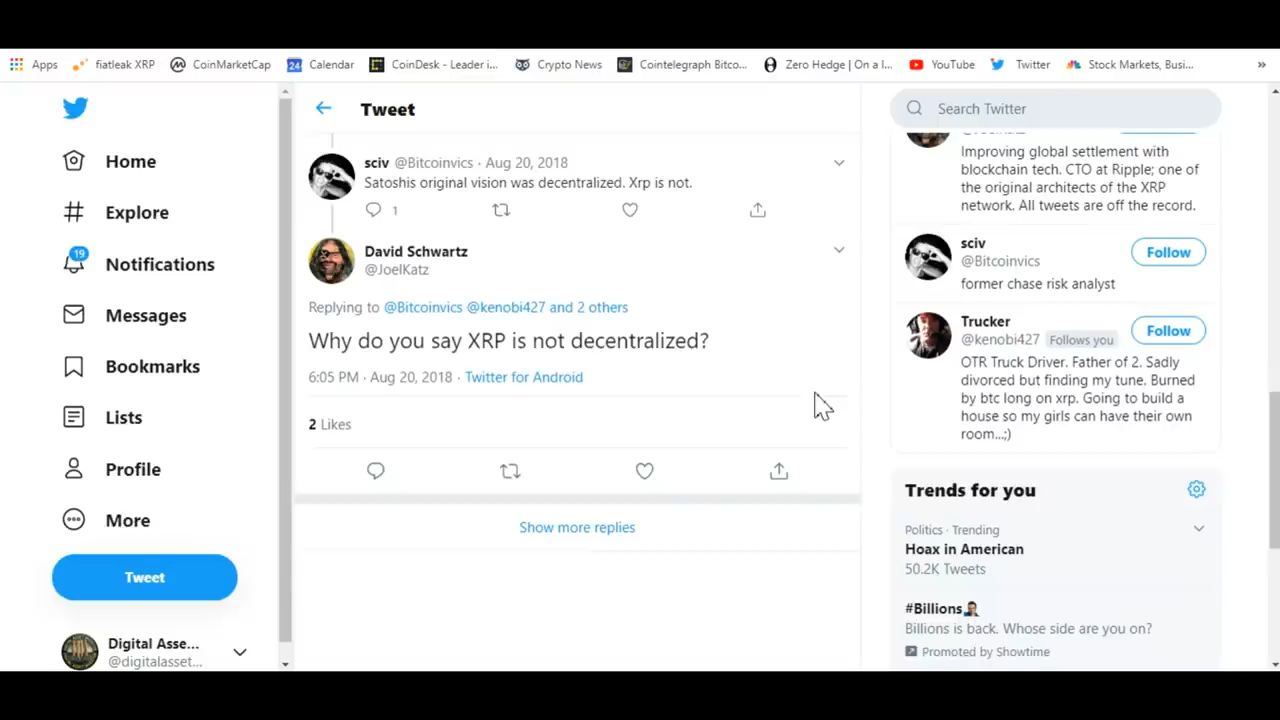 Apps
fiatleak XRP
CoinMarketCap
24 Calendar
CoinDesk - Leader i...
Crypto News
Cointelegraph Bitco...
Zero Hedge | On a l...
YouTube
Twitter
Stock Markets, Busi...
»
Home
Explore
19
Notifications
Messages
Bookmarks
Lists
Profile
More
Tweet
Digital Asse...
@digitalasset...
Tweet
sciv @Bitcoinvics · Aug 20, 2018
Satoshis original vision was decentralized. Xrp is not.
1
David Schwartz
@JoelKatz
Replying to @Bitcoinvics @kenobi427 and 2 others
Why do you say XRP is not decentralized?
6:05 PM · Aug 20, 2018 · Twitter for Android
2 Likes
Show more replies
Search Twitter
Improving global settlement with
blockchain tech. CTO at Ripple; one of
the original architects of the XRP
network. All tweets are off the record.
sciv
@Bitcoinvics
Follow
former chase risk analyst
Trucker
@kenobi427 Follows you
Follow
OTR Truck Driver. Father of 2. Sadly
divorced but finding my tune. Burned
by btc long on xrp. Going to build a
house so my girls can have their own
room...;)
Trends for you
Politics · Trending
Hoax in American
50.2K Tweets
#Billions
Billions is back. Whose side are you on?
Promoted by Showtime